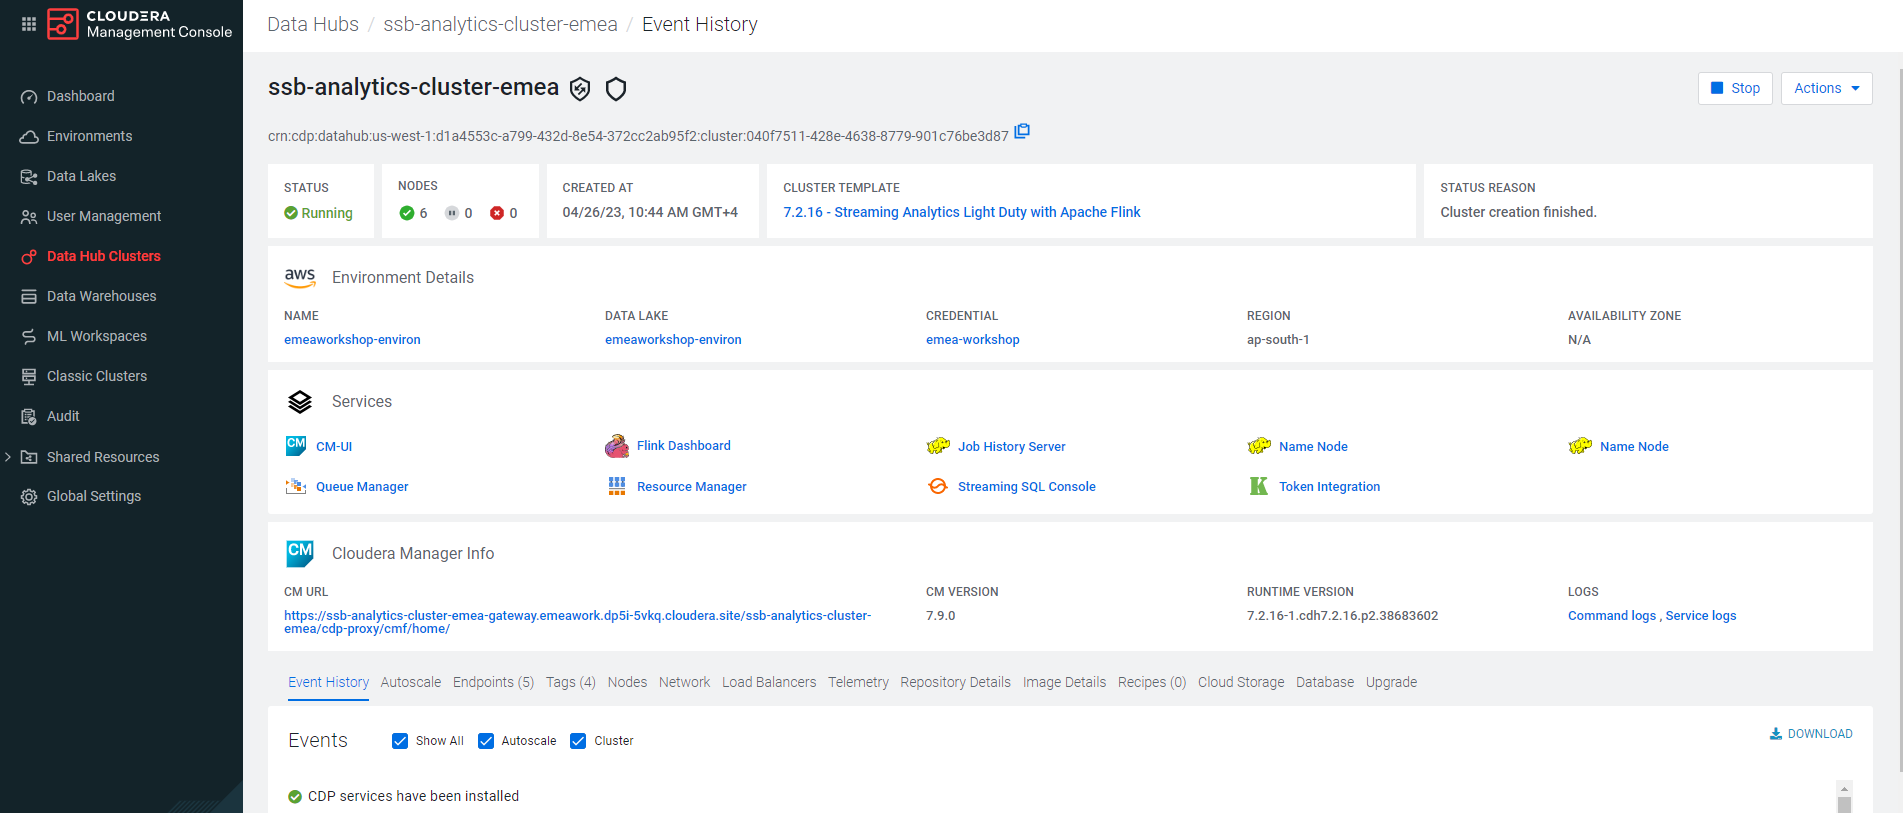 CLOUDERA
Management Console
Dashboard
Environments
Data Lakes
User Management
Data Hub Clusters
Data Warehouses
ML Workspaces
Classic Clusters
Audit
Shared Resources
Global Settings
Data Hubs / ssb-analytics-cluster-emea / Event History
ssb-analytics-cluster-emea
Stop
Actions
crn:cdp:datahub:us-west-1:d1a4553c-a799-432d-8e54-372cc2ab95f2:cluster:040f7511-428e-4638-8779-901c76be3d87
STATUS
Running
NODES
6 0 0
CREATED AT
04/26/23, 10:44 AM GMT+4
CLUSTER TEMPLATE
7.2.16 - Streaming Analytics Light Duty with Apache Flink
STATUS REASON
Cluster creation finished.
aws
Environment Details
NAME
emeaworkshop-environ
DATA LAKE
emeaworkshop-environ
CREDENTIAL
emea-workshop
REGION
ap-south-1
AVAILABILITY ZONE
N/A
Services
CM CM-UI
Flink Dashboard
Job History Server
Name Node
Name Node
Queue Manager
Resource Manager
Streaming SQL Console
Token Integration
CM Cloudera Manager Info
CM URL
https://ssb-analytics-cluster-emea-gateway.emeawork.dp5i-5vkq.cloudera.site/ssb-analytics-cluster-
emea/cdp-proxy/cmf/home/
CM VERSION
7.9.0
RUNTIME VERSION
7.2.16-1.cdh7.2.16.p2.38683602
LOGS
Command logs , Service logs
Event History Autoscale Endpoints (5) Tags (4) Nodes Network Load Balancers Telemetry Repository Details Image Details Recipes (0) Cloud Storage Database Upgrade
Events
Show All Autoscale Cluster
DOWNLOAD
CDP services have been installed